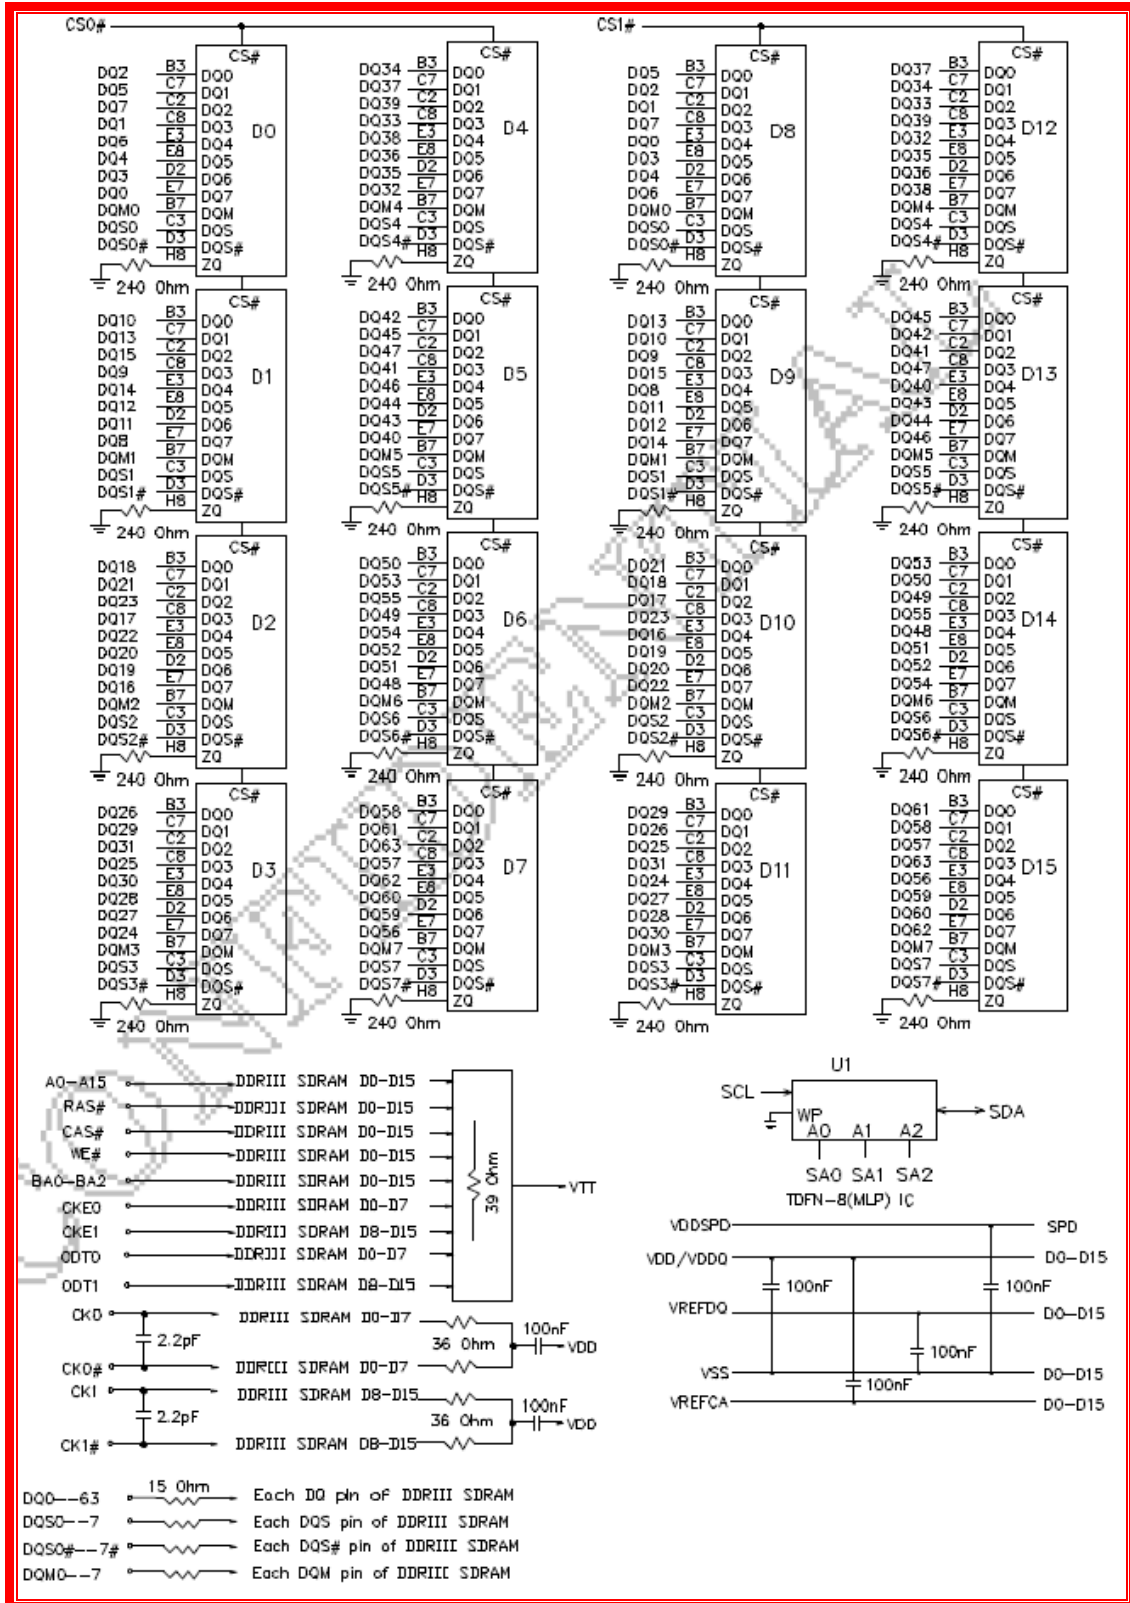 CS0#
CS1#
CS#
D0
DQ2 B3 DQ0
DQ5 C7 DQ1
DQ7 C2 DQ2
DQ1 C8 DQ3
DQ6 E3 DQ4
DQ4 E8 DQ5
DQ3 D2 DQ6
DQ0 E7 DQ7
DQM0 B7 DQM
DQS0 C3 DQS
DQS0# D3 DQS#
H8 ZQ
240 Ohm
CS#
D4
DQ34 B3 DQ0
DQ37 C7 DQ1
DQ39 C2 DQ2
DQ33 C8 DQ3
DQ38 E3 DQ4
DQ36 E8 DQ5
DQ35 D2 DQ6
DQ32 E7 DQ7
DQM4 B7 DQM
DQS4 C3 DQS
DQS4# D3 DQS#
H8 ZQ
240 Ohm
CS#
D8
DQ5 B3 DQ0
DQ2 C7 DQ1
DQ1 C2 DQ2
DQ7 C8 DQ3
DQ0 E3 DQ4
DQ3 E8 DQ5
DQ4 D2 DQ6
DQ6 E7 DQ7
DQM0 B7 DQM
DQS0 C3 DQS
DQS0# D3 DQS#
H8 ZQ
240 Ohm
CS#
D12
DQ37 B3 DQ0
DQ34 C7 DQ1
DQ33 C2 DQ2
DQ39 C8 DQ3
DQ32 E3 DQ4
DQ35 E8 DQ5
DQ36 D2 DQ6
DQ38 E7 DQ7
DQM4 B7 DQM
DQS4 C3 DQS
DQS4# D3 DQS#
H8 ZQ
240 Ohm
CS#
D1
DQ10 B3 DQ0
DQ13 C7 DQ1
DQ15 C2 DQ2
DQ9 C8 DQ3
DQ14 E3 DQ4
DQ12 E8 DQ5
DQ11 D2 DQ6
DQ8 E7 DQ7
DQM1 B7 DQM
DQS1 C3 DQS
DQS1# D3 DQS#
H8 ZQ
240 Ohm
CS#
D5
DQ42 B3 DQ0
DQ45 C7 DQ1
DQ47 C2 DQ2
DQ41 C8 DQ3
DQ46 E3 DQ4
DQ44 E8 DQ5
DQ43 D2 DQ6
DQ40 E7 DQ7
DQM5 B7 DQM
DQS5 C3 DQS
DQS5# D3 DQS#
H8 ZQ
240 Ohm
CS#
D9
DQ13 B3 DQ0
DQ10 C7 DQ1
DQ9 C2 DQ2
DQ15 C8 DQ3
DQ8 E3 DQ4
DQ11 E8 DQ5
DQ12 D2 DQ6
DQ14 E7 DQ7
DQM1 B7 DQM
DQS1 C3 DQS
DQS1# D3 DQS#
H8 ZQ
240 Ohm
CS#
D13
DQ45 B3 DQ0
DQ42 C7 DQ1
DQ41 C2 DQ2
DQ47 C8 DQ3
DQ40 E3 DQ4
DQ43 E8 DQ5
DQ44 D2 DQ6
DQ46 E7 DQ7
DQM5 B7 DQM
DQS5 C3 DQS
DQS5# D3 DQS#
H8 ZQ
240 Ohm
CS#
D2
DQ18 B3 DQ0
DQ21 C7 DQ1
DQ23 C2 DQ2
DQ17 C8 DQ3
DQ22 E3 DQ4
DQ20 E8 DQ5
DQ19 D2 DQ6
DQ16 E7 DQ7
DQM2 B7 DQM
DQS2 C3 DQS
DQS2# D3 DQS#
H8 ZQ
240 Ohm
CS#
D6
DQ50 B3 DQ0
DQ53 C7 DQ1
DQ55 C2 DQ2
DQ49 C8 DQ3
DQ54 E3 DQ4
DQ52 E8 DQ5
DQ51 D2 DQ6
DQ48 E7 DQ7
DQM6 B7 DQM
DQS6 C3 DQS
DQS6# D3 DQS#
H8 ZQ
240 Ohm
CS#
D10
DQ21 B3 DQ0
DQ18 C7 DQ1
DQ17 C2 DQ2
DQ23 C8 DQ3
DQ16 E3 DQ4
DQ19 E8 DQ5
DQ20 D2 DQ6
DQ22 E7 DQ7
DQM2 B7 DQM
DQS2 C3 DQS
DQS2# D3 DQS#
H8 ZQ
240 Ohm
CS#
D14
DQ53 B3 DQ0
DQ50 C7 DQ1
DQ49 C2 DQ2
DQ55 C8 DQ3
DQ48 E3 DQ4
DQ51 E8 DQ5
DQ52 D2 DQ6
DQ54 E7 DQ7
DQM6 B7 DQM
DQS6 C3 DQS
DQS6# D3 DQS#
H8 ZQ
240 Ohm
CS#
D3
DQ26 B3 DQ0
DQ29 C7 DQ1
DQ31 C2 DQ2
DQ25 C8 DQ3
DQ30 E3 DQ4
DQ28 E8 DQ5
DQ27 D2 DQ6
DQ24 E7 DQ7
DQM3 B7 DQM
DQS3 C3 DQS
DQS3# D3 DQS#
H8 ZQ
240 Ohm
CS#
D7
DQ58 B3 DQ0
DQ61 C7 DQ1
DQ63 C2 DQ2
DQ57 C8 DQ3
DQ62 E3 DQ4
DQ60 E8 DQ5
DQ59 D2 DQ6
DQ56 E7 DQ7
DQM7 B7 DQM
DQS7 C3 DQS
DQS7# D3 DQS#
H8 ZQ
240 Ohm
CS#
D11
DQ29 B3 DQ0
DQ26 C7 DQ1
DQ25 C2 DQ2
DQ31 C8 DQ3
DQ24 E3 DQ4
DQ27 E8 DQ5
DQ28 D2 DQ6
DQ30 E7 DQ7
DQM3 B7 DQM
DQS3 C3 DQS
DQS3# D3 DQS#
H8 ZQ
240 Ohm
CS#
D15
DQ61 B3 DQ0
DQ58 C7 DQ1
DQ57 C2 DQ2
DQ63 C8 DQ3
DQ56 E3 DQ4
DQ59 E8 DQ5
DQ60 D2 DQ6
DQ62 E7 DQ7
DQM7 B7 DQM
DQS7 C3 DQS
DQS7# D3 DQS#
H8 ZQ
240 Ohm
CONFIDENTIAL
A0-A15 DDRIII SDRAM D0-D15
RAS# DDRIII SDRAM D0-D15
CAS# DDRIII SDRAM D0-D15
WE# DDRIII SDRAM D0-D15
BA0-BA2 DDRIII SDRAM D0-D15
CKE0 DDRIII SDRAM D0-D7
CKE1 DDRIII SDRAM D8-D15
ODT0 DDRIII SDRAM D0-D7
ODT1 DDRIII SDRAM D8-D15
39 Ohm
VTT
CK0 DDRIII SDRAM D0-D7
2.2pF 36 Ohm 100nF VDD
CK0# DDRIII SDRAM D0-D7
CK1 DDRIII SDRAM D8-D15
2.2pF 36 Ohm 100nF VDD
CK1# DDRIII SDRAM D8-D15
U1
SCL
WP
SDA
A0 A1 A2
SA0 SA1 SA2
TDFN-8(MLP) IC
VDDSPD SPD
VDD/VDDQ D0-D15
100nF 100nF
VREFDQ D0-D15
100nF
VSS D0-D15
100nF
VREFCA D0-D15
15 Ohm
DQ0--63 Each DQ pin of DDRIII SDRAM
DQS0--7 Each DQS pin of DDRIII SDRAM
DQS0#--7# Each DQS# pin of DDRIII SDRAM
DQM0--7 Each DQM pin of DDRIII SDRAM